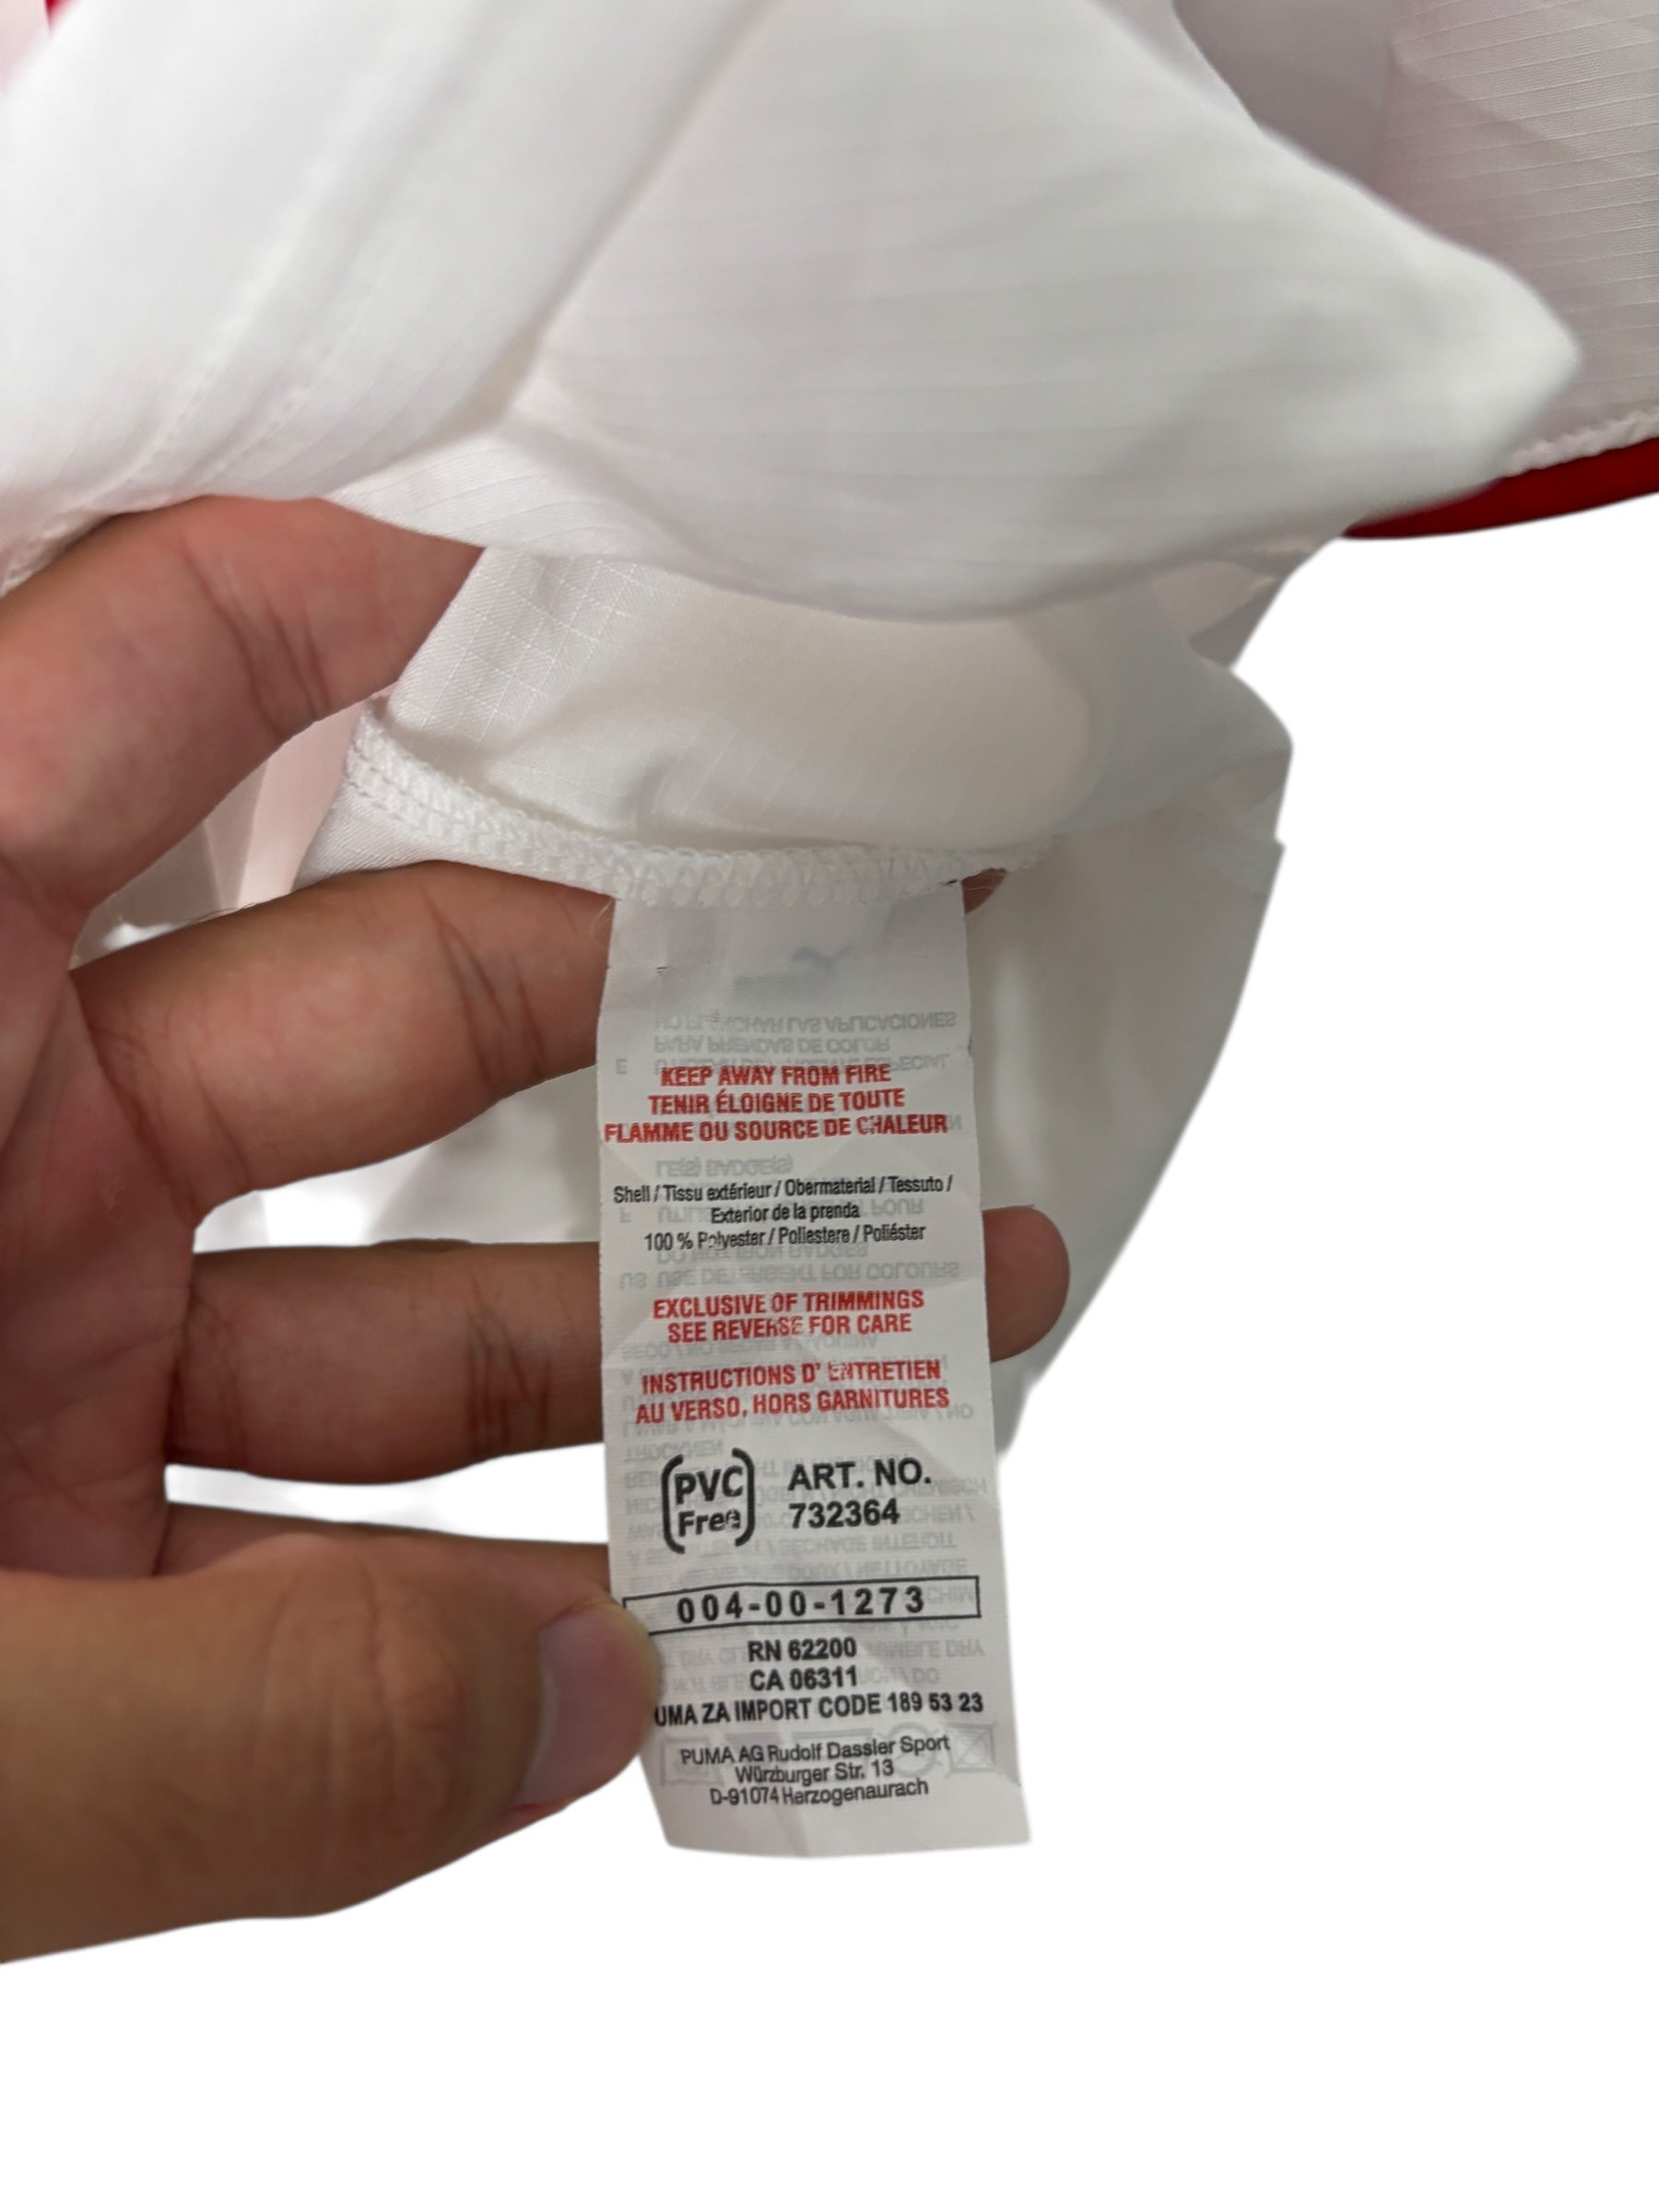 KEEP AWAY FROM FIRE
TENIR ÉLOIGNE DE TOUTE
FLAMME OU SOURCE DE CHALEUR
Shell / Tissu extérieur / Obermaterial / Tessuto /
Exterior de la prenda
100 % Polyester / Poliestere / Poliéster
EXCLUSIVE OF TRIMMINGS
SEE REVERSE FOR CARE
INSTRUCTIONS D' ENTRETIEN
AU VERSO, HORS GARNITURES
PVC
Free
ART. NO.
732364
004-00-1273
RN 62200
CA 06311
UMA ZA IMPORT CODE 189 53 23
PUMA AG Rudolf Dassler Sport
Würzburger Str. 13
D-91074 Herzogenaurach